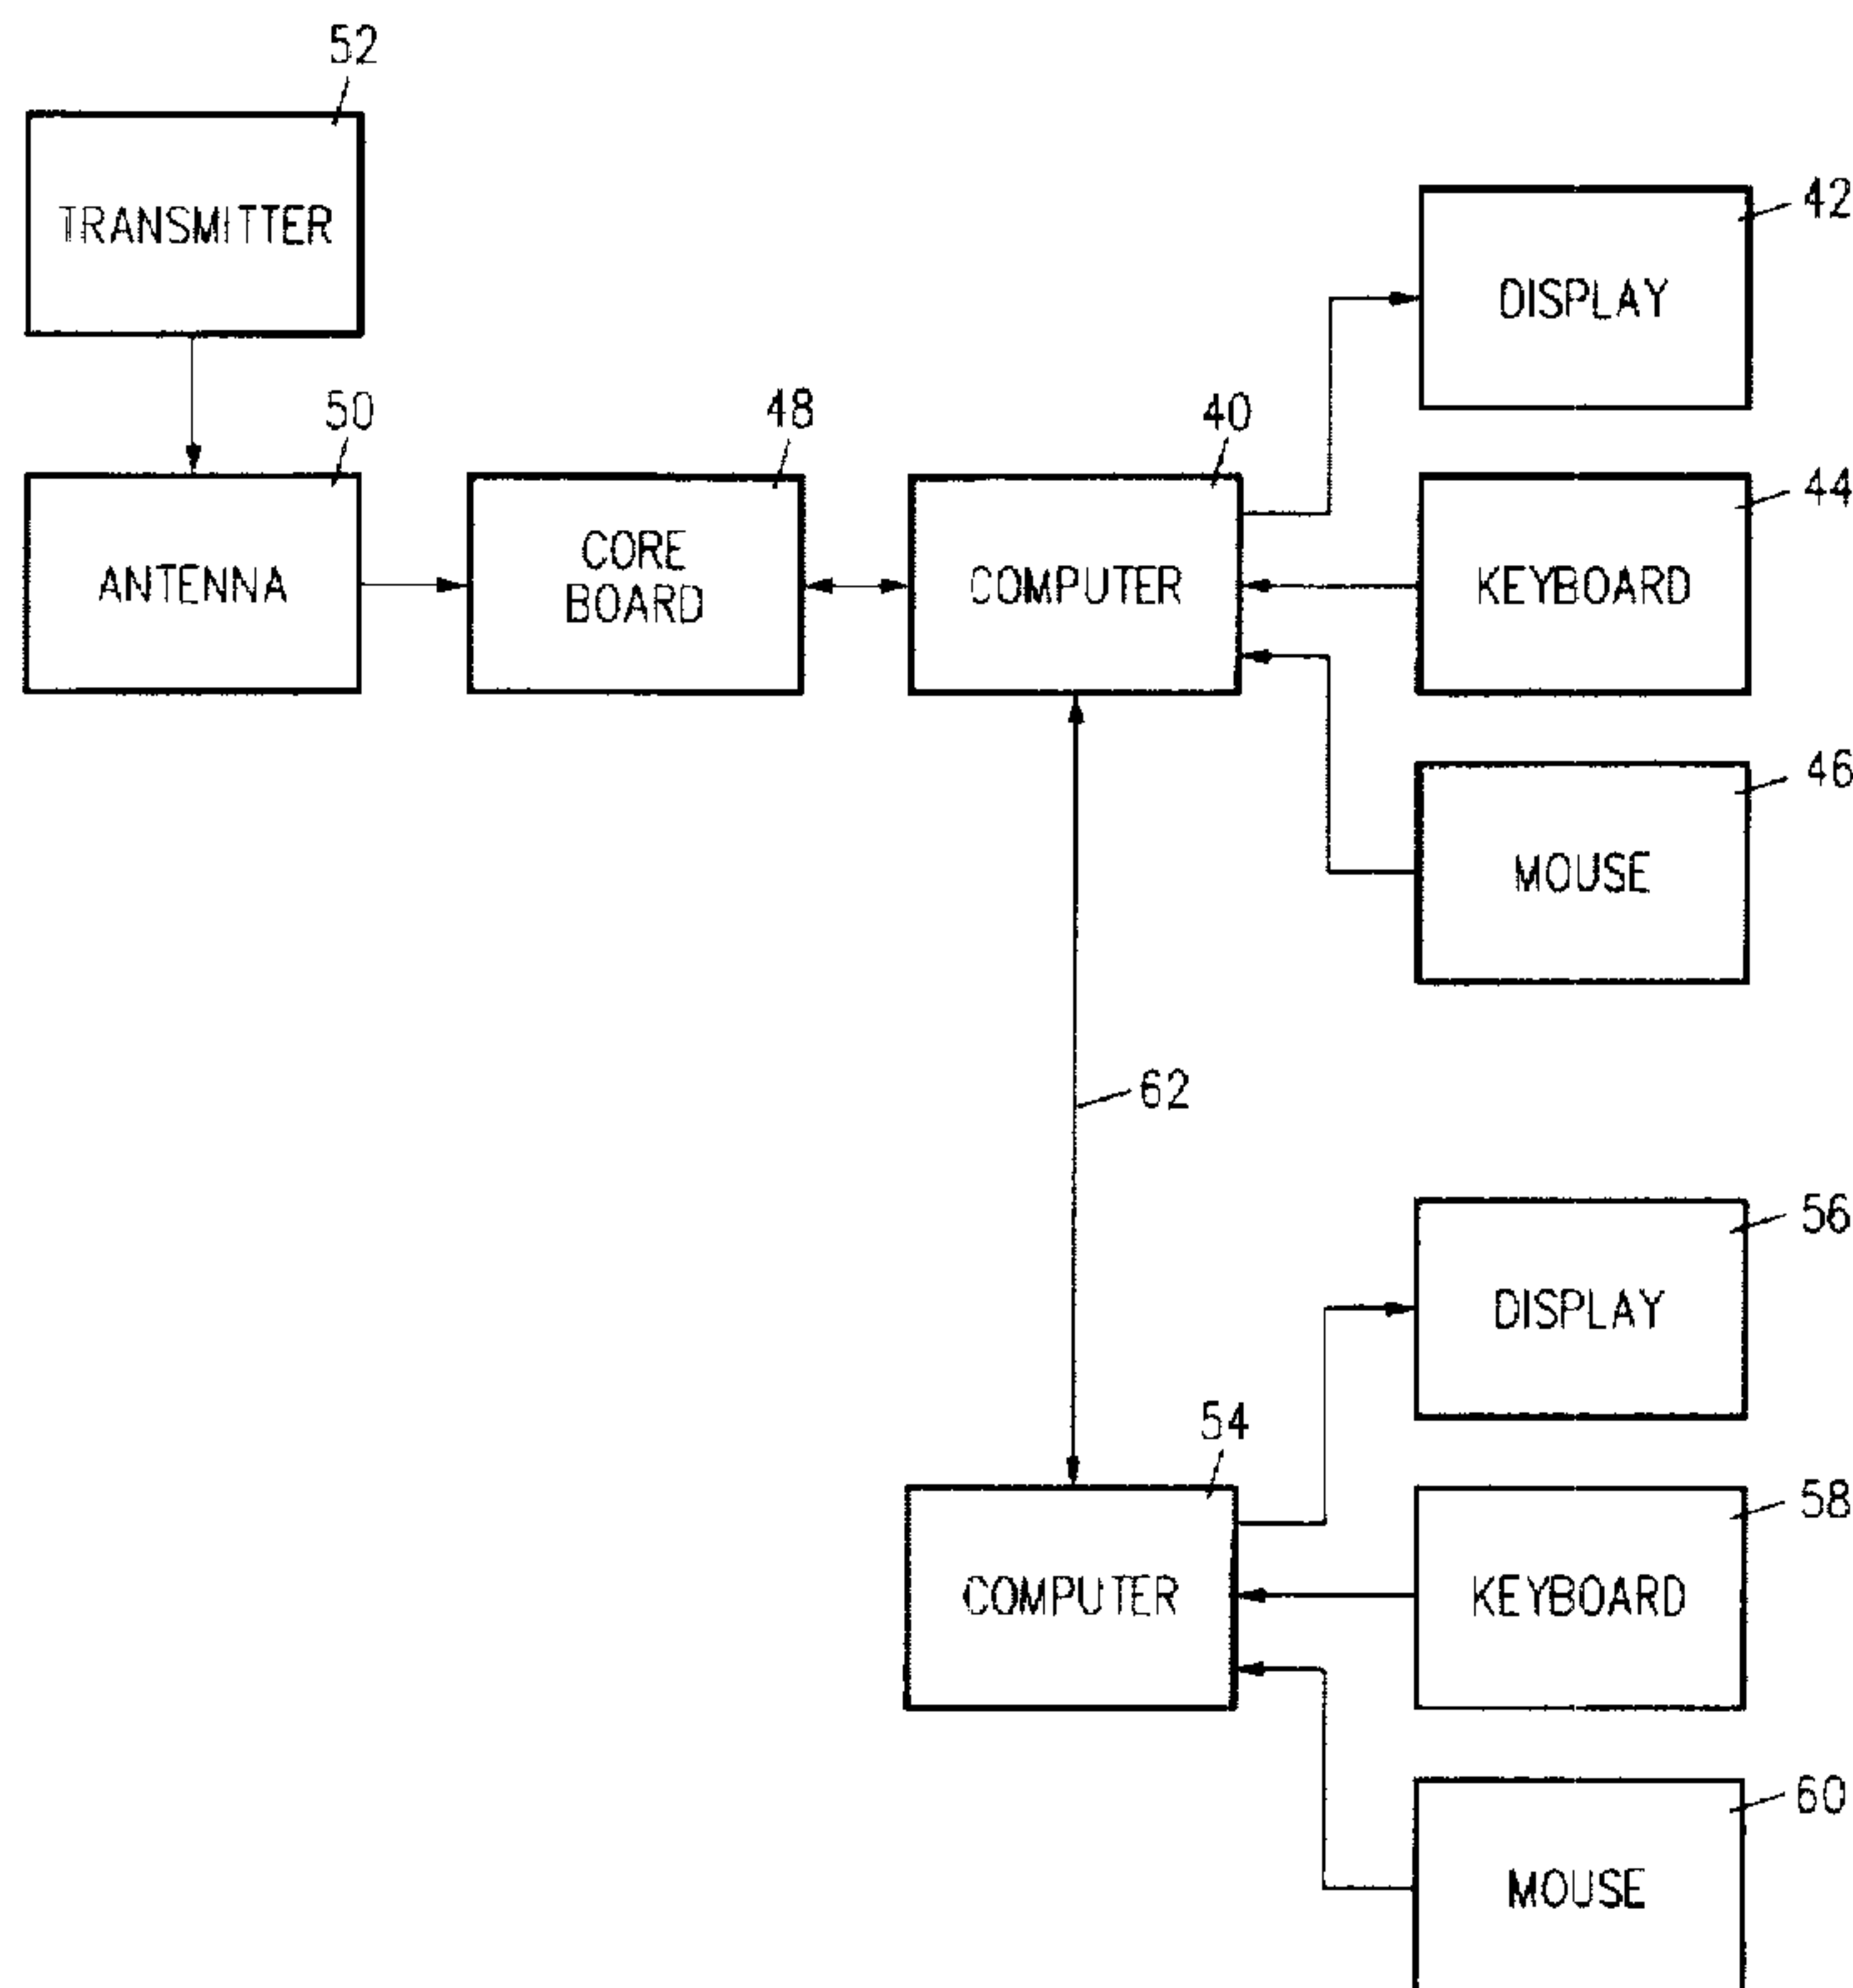 52
TRANSMITTER
42
DISPLAY
50
ANTENNA
48
CORE
BOARD
40
COMPUTER
44
KEYBOARD
46
MOUSE
62
56
DISPLAY
54
COMPUTER
58
KEYBOARD
60
MOUSE